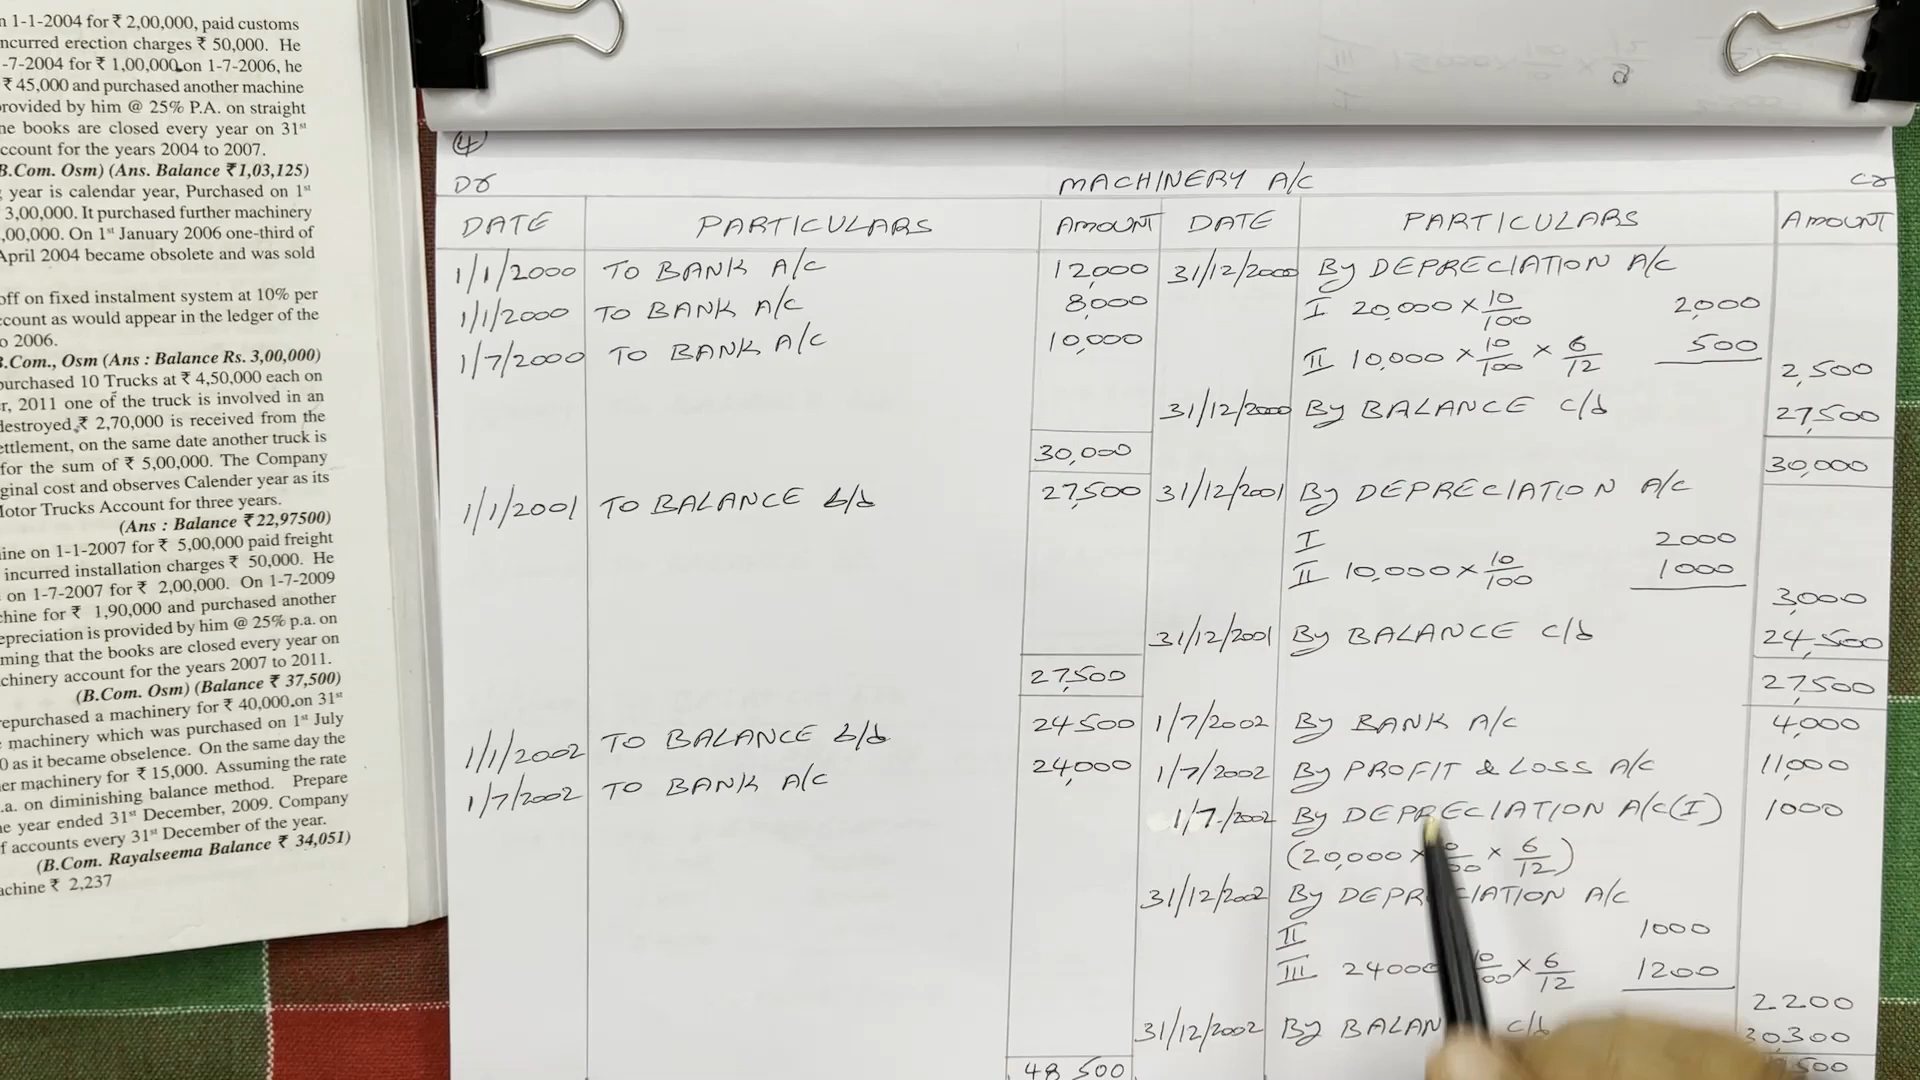 n 1-1-2004 for ₹ 2,00,000, paid customs
ncurred erection charges ₹ 50,000. He
-7-2004 for ₹ 1,00,000 on 1-7-2006, he
₹ 45,000 and purchased another machine
provided by him @ 25% P.A. on straight
he books are closed every year on 31st
ccount for the years 2004 to 2007.
B.Com. Osm) (Ans. Balance ₹1,03,125)
year is calendar year, Purchased on 1st
3,00,000. It purchased further machinery
,00,000. On 1st January 2006 one-third of
April 2004 became obsolete and was sold
off on fixed instalment system at 10% per
ccount as would appear in the ledger of the
o 2006.
B.Com., Osm (Ans : Balance Rs. 3,00,000)
purchased 10 Trucks at ₹ 4,50,000 each on
r, 2011 one of the truck is involved in an
destroyed, ₹ 2,70,000 is received from the
ettlement, on the same date another truck is
for the sum of ₹ 5,00,000. The Company
ginal cost and observes Calender year as its
Motor Trucks Account for three years.
(Ans : Balance ₹ 22,97500)
ine on 1-1-2007 for ₹ 5,00,000 paid freight
incurred installation charges ₹ 50,000. He
on 1-7-2007 for ₹ 2,00,000. On 1-7-2009
chine for ₹ 1,90,000 and purchased another
epreciation is provided by him @ 25% p.a. on
ming that the books are closed every year on
chinery account for the years 2007 to 2011.
(B.Com. Osm) (Balance ₹ 37,500)
repurchased a machinery for ₹ 40,000.on 31st
machinery which was purchased on 1st July
0 as it became obselence. On the same day the
er machinery for ₹ 15,000. Assuming the rate
.a. on diminishing balance method. Prepare
e year ended 31st December, 2009. Company
f accounts every 31st December of the year.
(B.Com. Rayalseema Balance ₹ 34,051)
achine ₹ 2,237
4
Dr MACHINERY A/C Cr
DATE PARTICULARS AMOUNT DATE PARTICULARS AMOUNT
1/1/2000 TO BANK A/C 12,000 31/12/2000 By DEPRECIATION A/C
1/1/2000 TO BANK A/C 8,000 I 20,000 × 10/100 2,000
1/7/2000 TO BANK A/C 10,000 II 10,000 × 10/100 × 6/12 500 2,500
31/12/2000 By BALANCE c/d 27,500
30,000 30,000
1/1/2001 TO BALANCE b/d 27,500 31/12/2001 By DEPRECIATION A/C
I 2000
II 10,000 × 10/100 1000 3,000
31/12/2001 By BALANCE c/d 24,500
27,500 27,500
1/1/2002 TO BALANCE b/d 24500 1/7/2002 By BANK A/C 4,000
1/7/2002 TO BANK A/C 24,000 1/7/2002 By PROFIT & LOSS A/C 11,000
1/7/2002 By DEPRECIATION A/C (I) 1000
(20,000 × × 6/12)
31/12/2002 By DEPRECIATION A/C
II 1000
III 24000 × 6/12 1200 2200
31/12/2002 By BALAN c/d 30,300
48,500 500